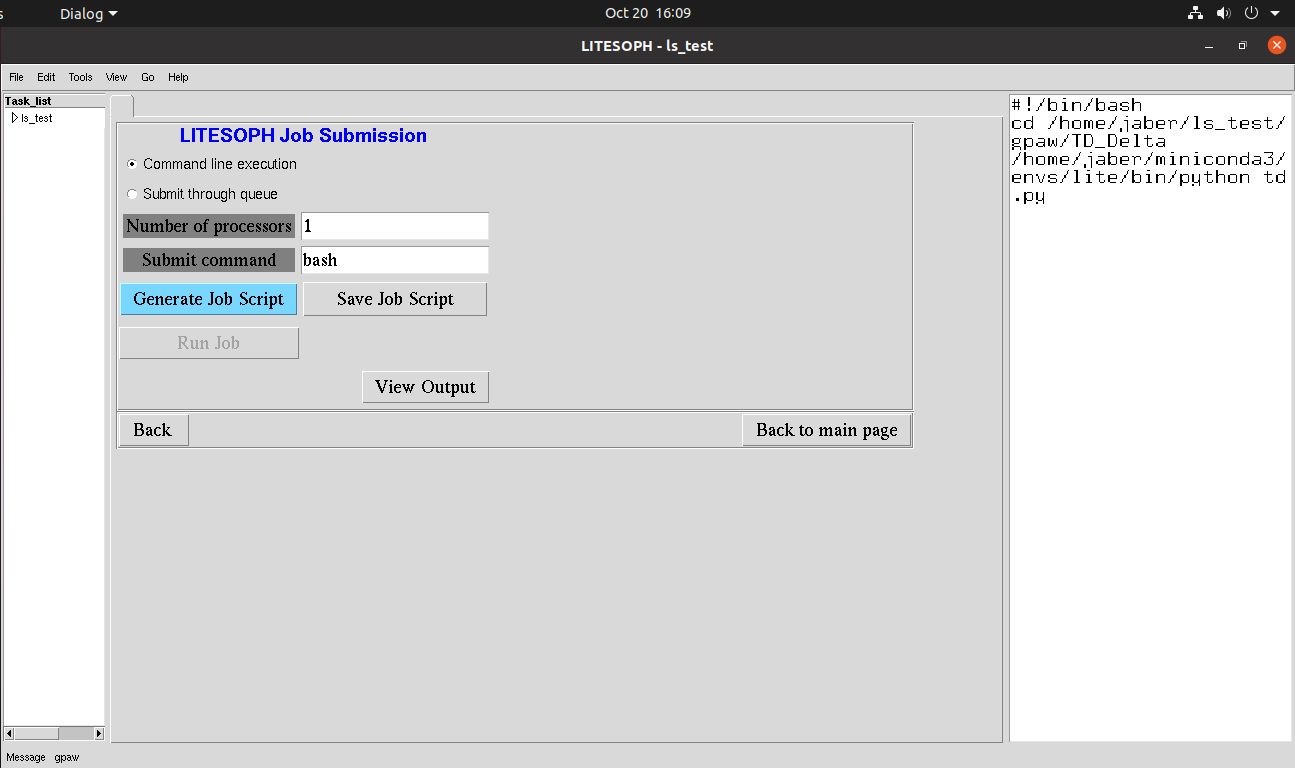 s
Dialog
Oct 20 16:09
LITESOPH - ls_test
File Edit Tools View Go Help
Task_list
ls_test
LITESOPH Job Submission
Command line execution
Submit through queue
Number of processors 1
Submit command bash
Generate Job Script Save Job Script
Run Job
View Output
Back Back to main page
#!/bin/bash
cd /home/jaber/ls_test/
gpaw/TD_Delta
/home/jaber/miniconda3/
envs/lite/bin/python td
.py
Message gpaw